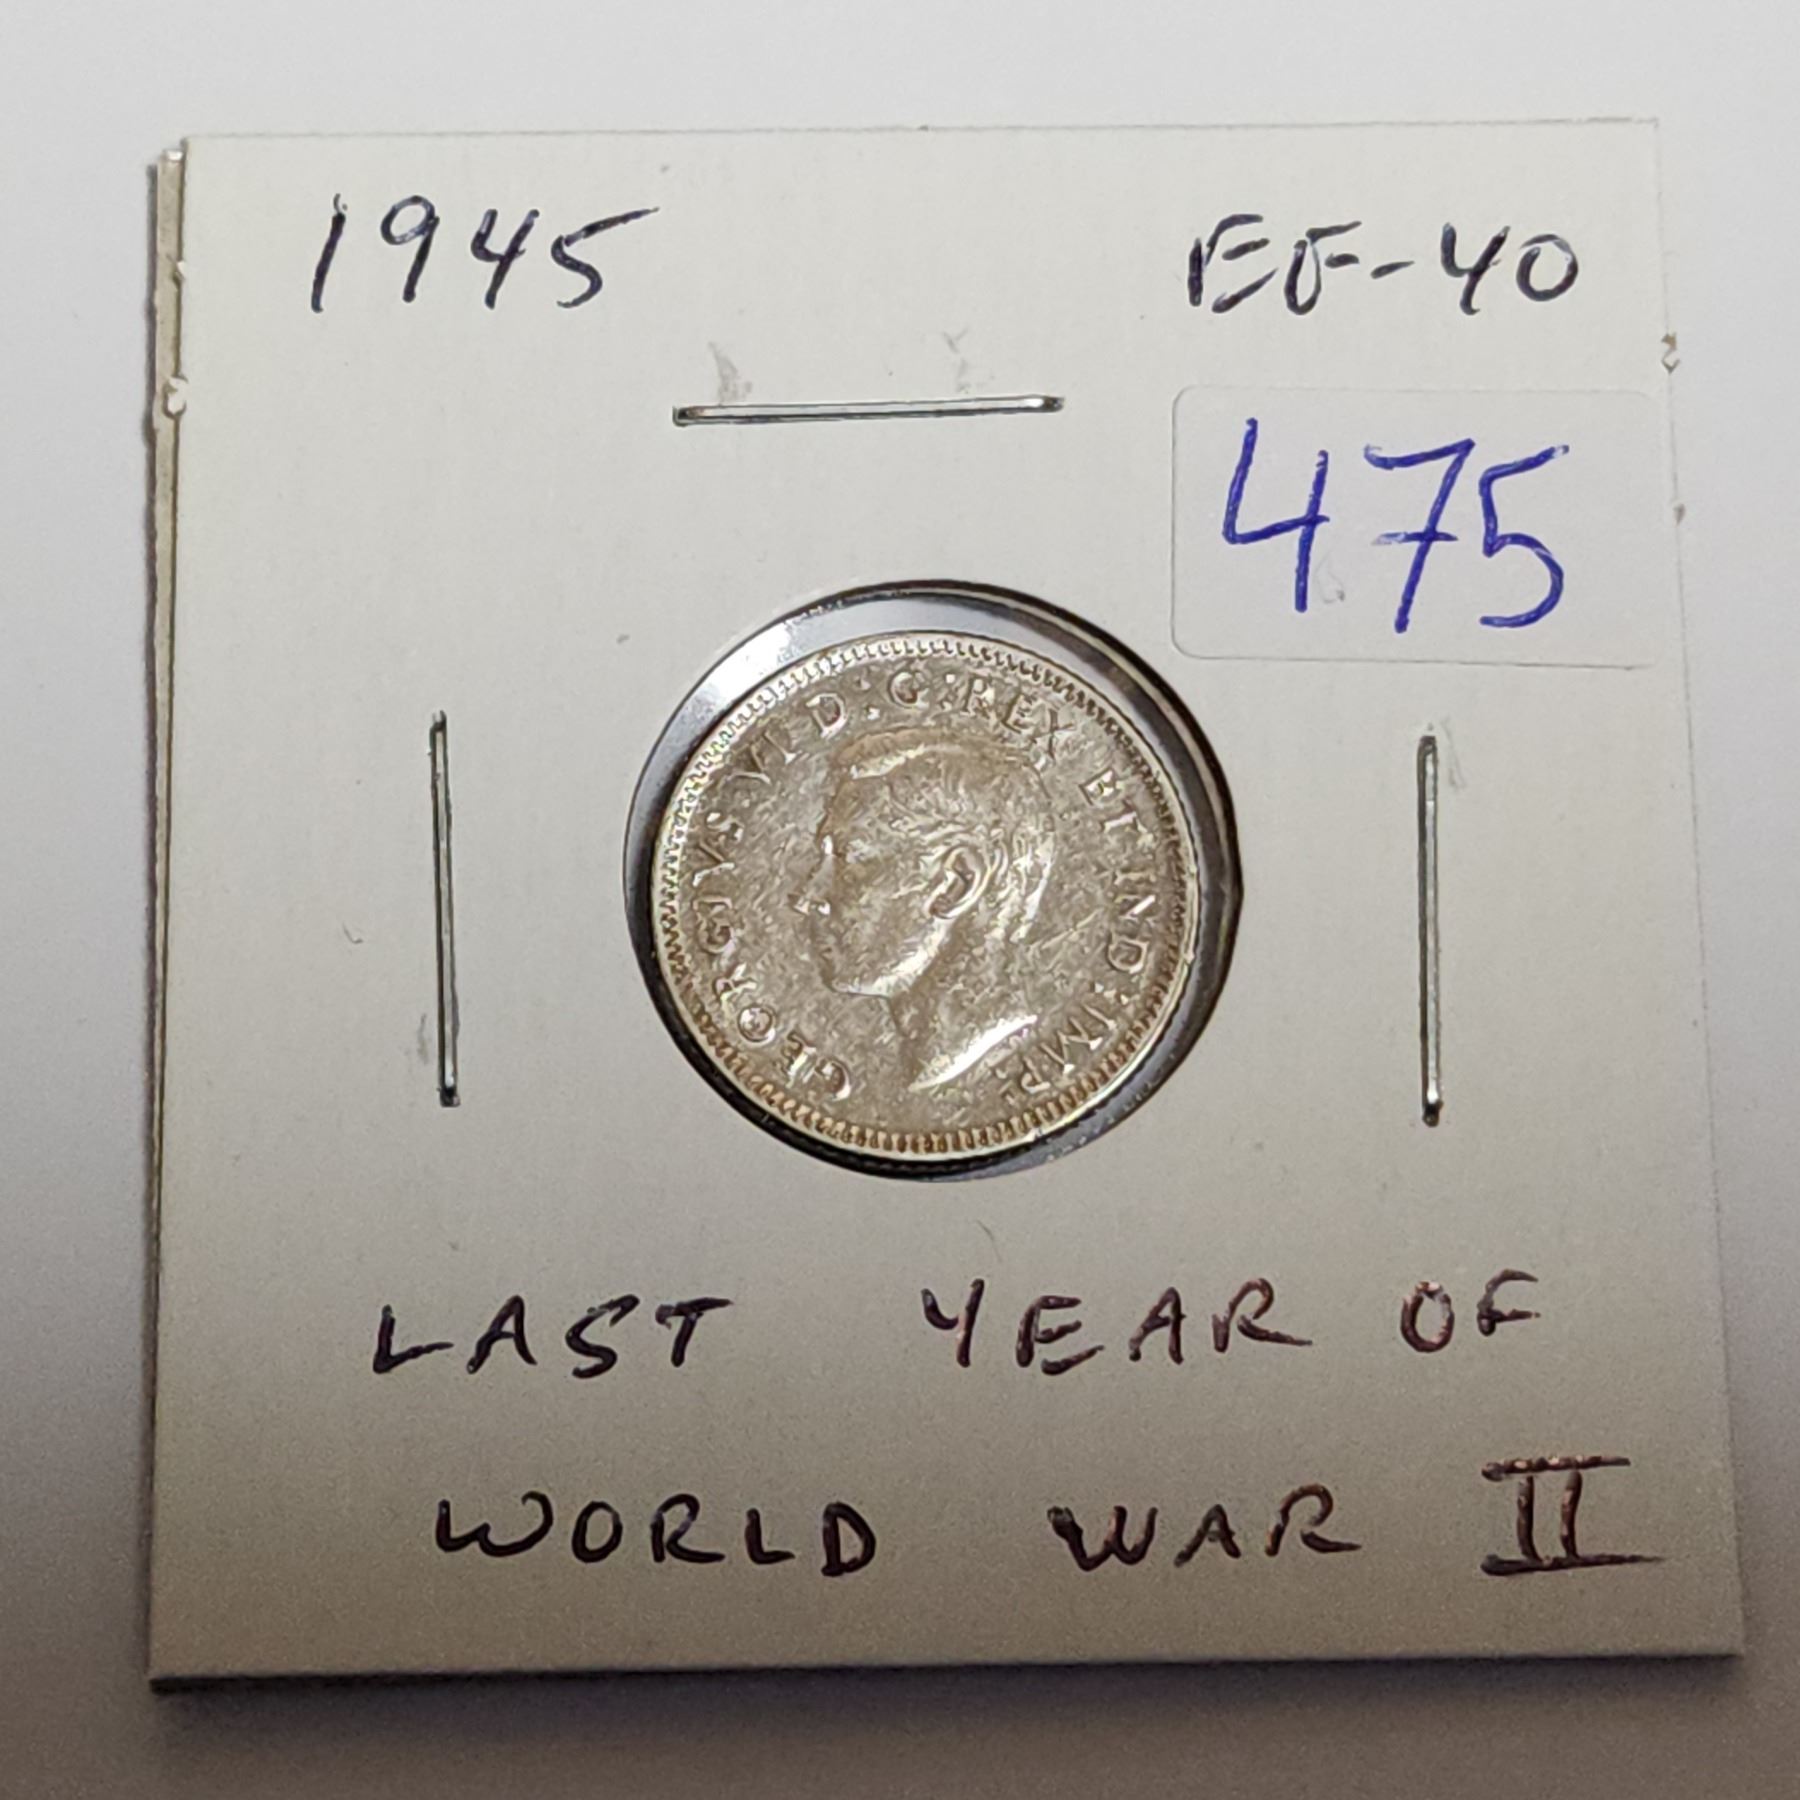 1945 EF-40
475
GEORGIVS VI D:G:REX ET IND:IMP:
LAST YEAR OF
WORLD WAR II